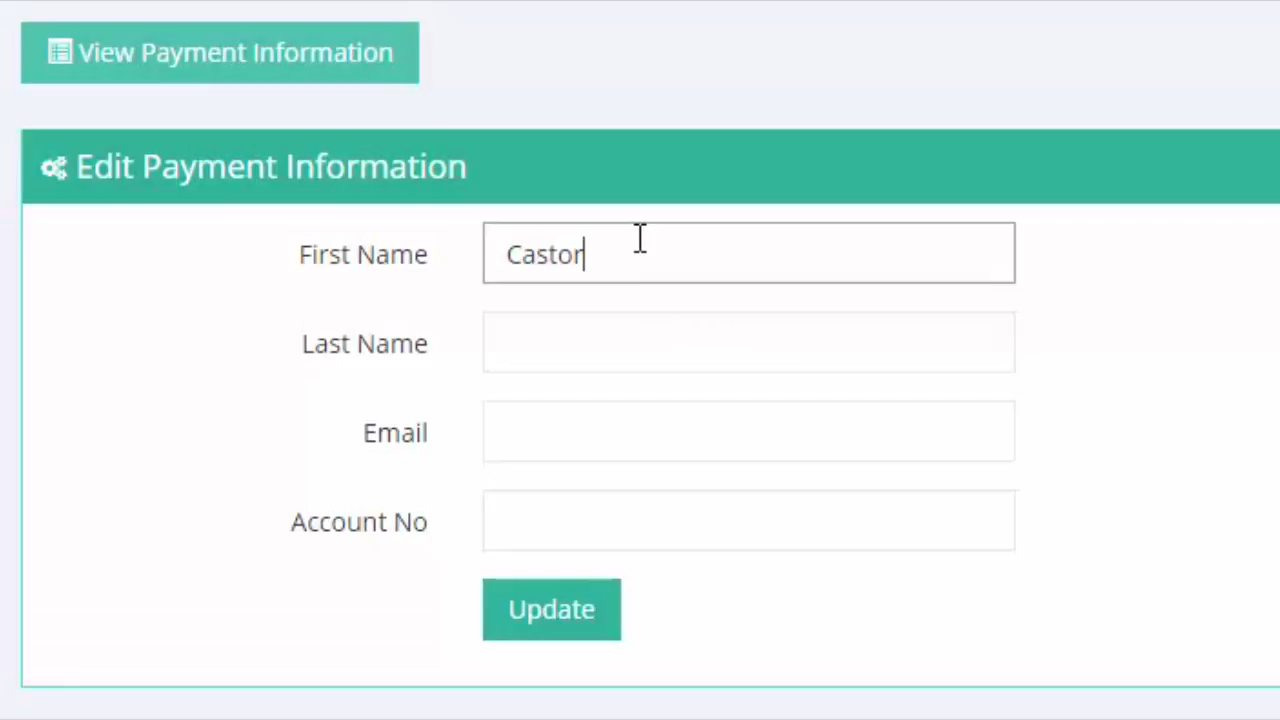 View Payment Information
Edit Payment Information
First Name
Castor
Last Name
Email
Account No
Update